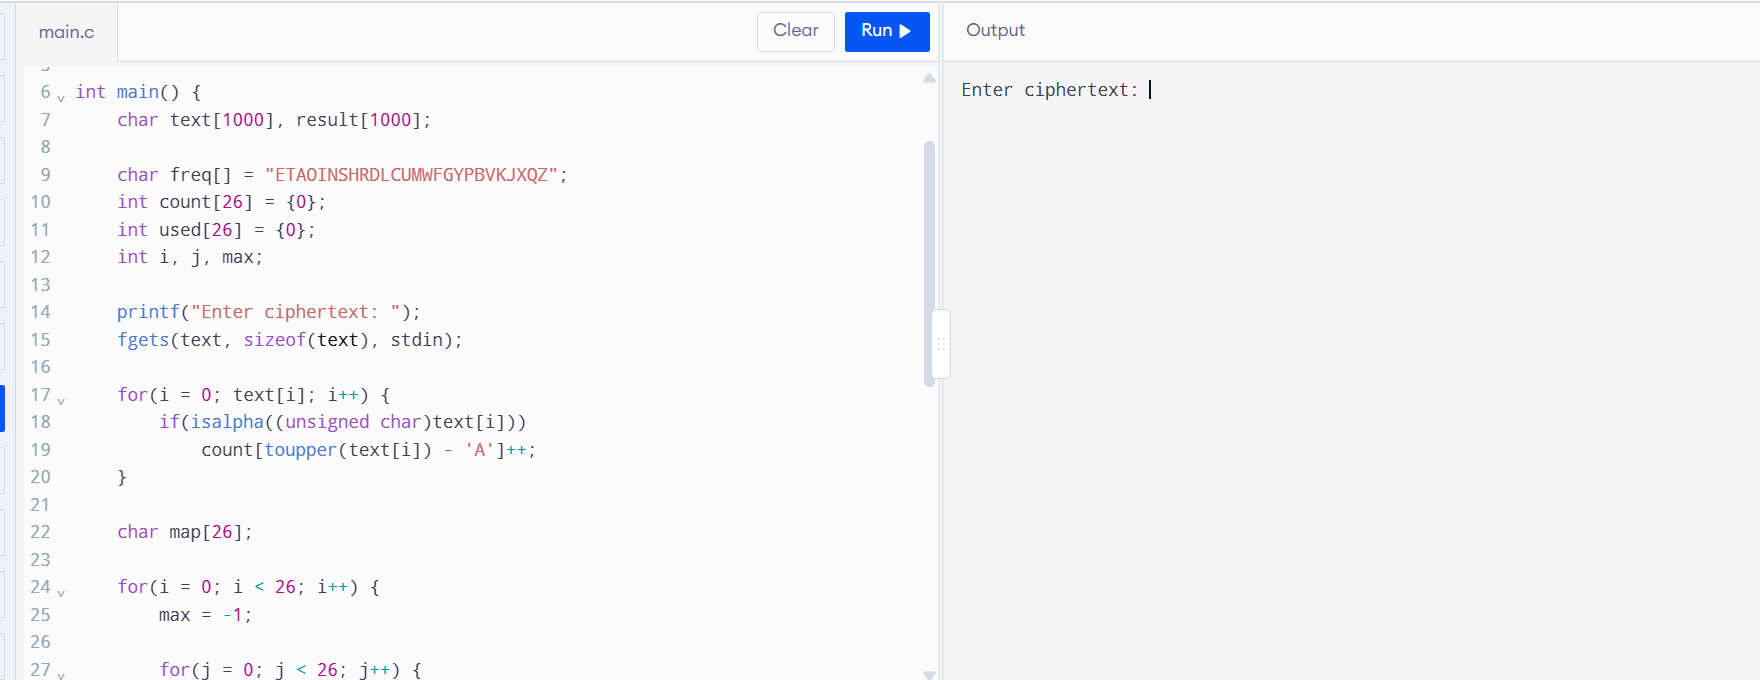 main.c
Clear
Run
Output
6 int main() {
7 char text[1000], result[1000];
8
9 char freq[] = "ETAOINSHRDLCUMWFGYPBVKJXQZ";
10 int count[26] = {0};
11 int used[26] = {0};
12 int i, j, max;
13
14 printf("Enter ciphertext: ");
15 fgets(text, sizeof(text), stdin);
16
17 for(i = 0; text[i]; i++) {
18 if(isalpha((unsigned char)text[i]))
19 count[toupper(text[i]) - 'A']++;
20 }
21
22 char map[26];
23
24 for(i = 0; i < 26; i++) {
25 max = -1;
26
27 for(j = 0; j < 26; j++) {
Enter ciphertext: